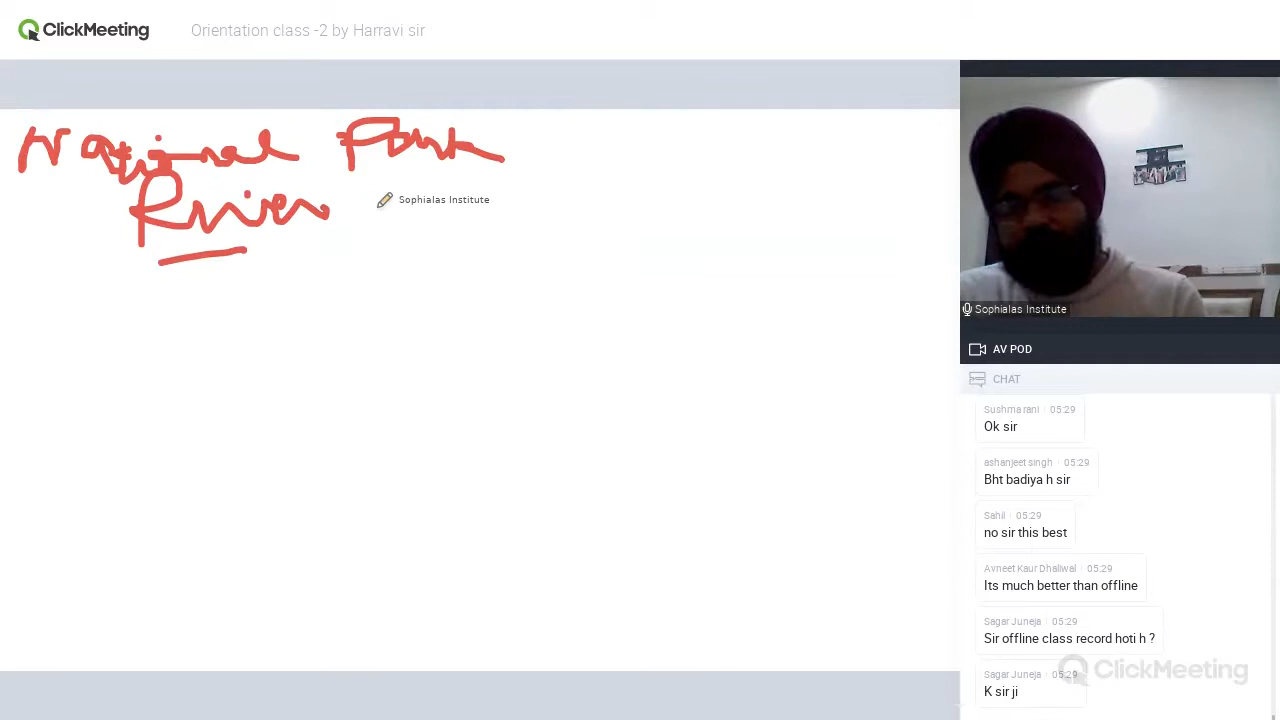 ClickMeeting
Orientation class -2 by Harravi sir
National Park
River
Sophialas Institute
Sophialas Institute
AV POD
CHAT
Sushma rani 05:29
Ok sir
ashanjeet singh 05:29
Bht badiya h sir
Sahil 05:29
no sir this best
Avneet Kaur Dhaliwal 05:29
Its much better than offline
Sagar Juneja 05:29
Sir offline class record hoti h ?
Sagar Juneja 05:29
K sir ji
ClickMeeting